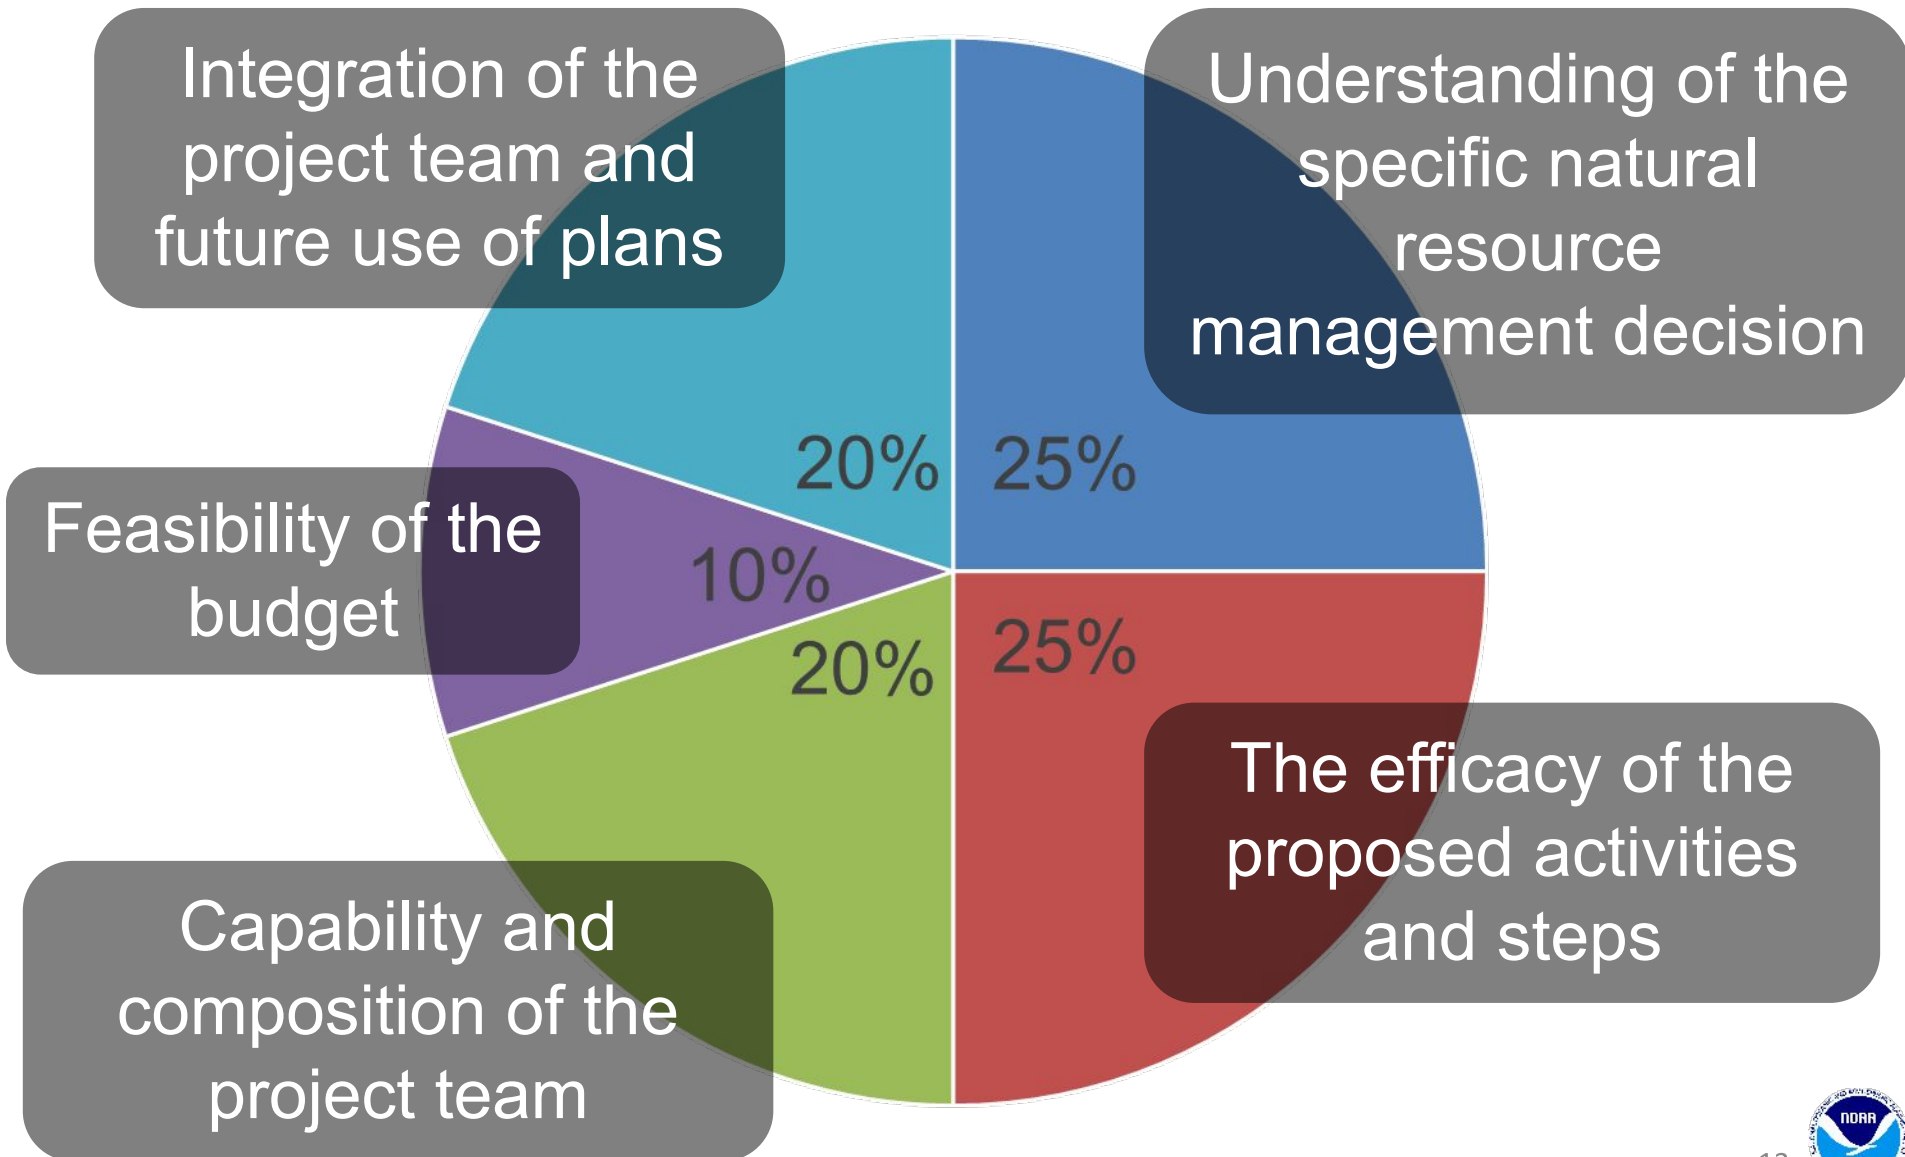 Integration of the
project team and
future use of plans
Understanding of the
specific natural
resource
management decision
20%
25%
Feasibility of the
budget
10%
20%
25%
The efficacy of the
proposed activities
and steps
Capability and
composition of the
project team
NOAA